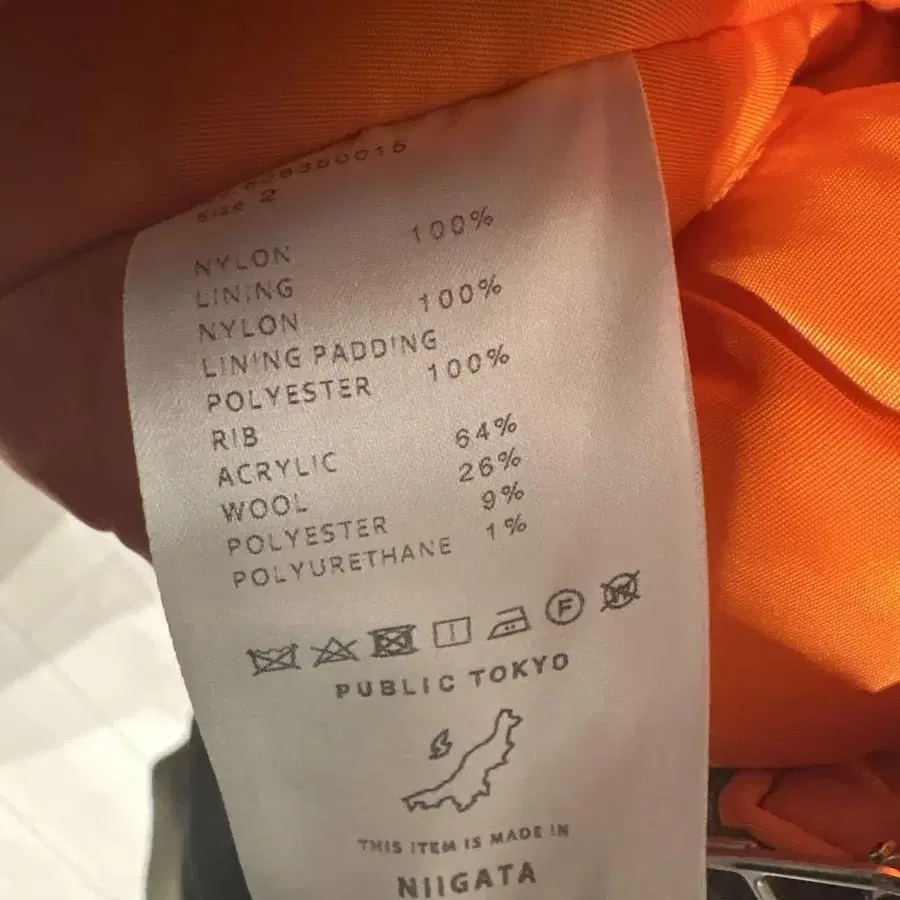 Size 2
NYLON 100%
LINING
NYLON 100%
LINING PADDING
POLYESTER 100%
RIB
ACRYLIC 64%
WOOL 26%
POLYESTER 9%
POLYURETHANE 1%
F
W
PUBLIC TOKYO
THIS ITEM IS MADE IN
NIIGATA